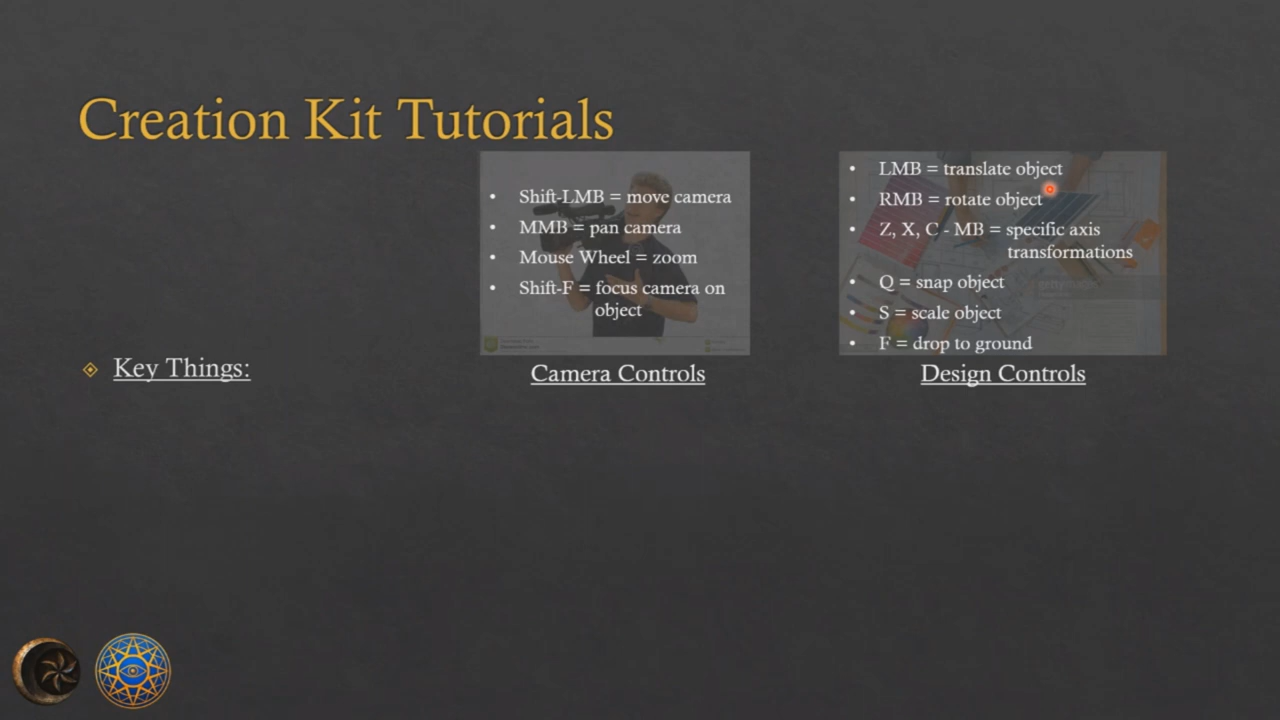 Creation Kit Tutorials
• Shift-LMB = move camera
• MMB = pan camera
• Mouse Wheel = zoom
• Shift-F = focus camera on
object
• LMB = translate object
• RMB = rotate object
• Z, X, C - MB = specific axis
transformations
• Q = snap object
• S = scale object
• F = drop to ground
Key Things:
Camera Controls
Design Controls